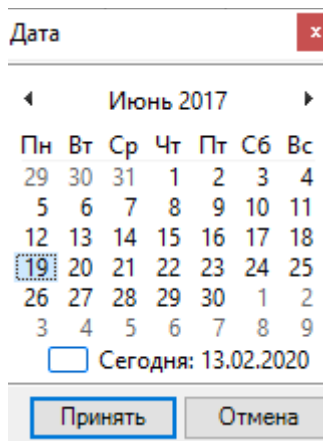 Дата
Июнь 2017
Пн Вт Ср Чт Пт Сб Вс
29 30 31 1 2 3 4
5 6 7 8 9 10 11
12 13 14 15 16 17 18
19 20 21 22 23 24 25
26 27 28 29 30 1 2
3 4 5 6 7 8 9
Сегодня: 13.02.2020
Принять Отмена